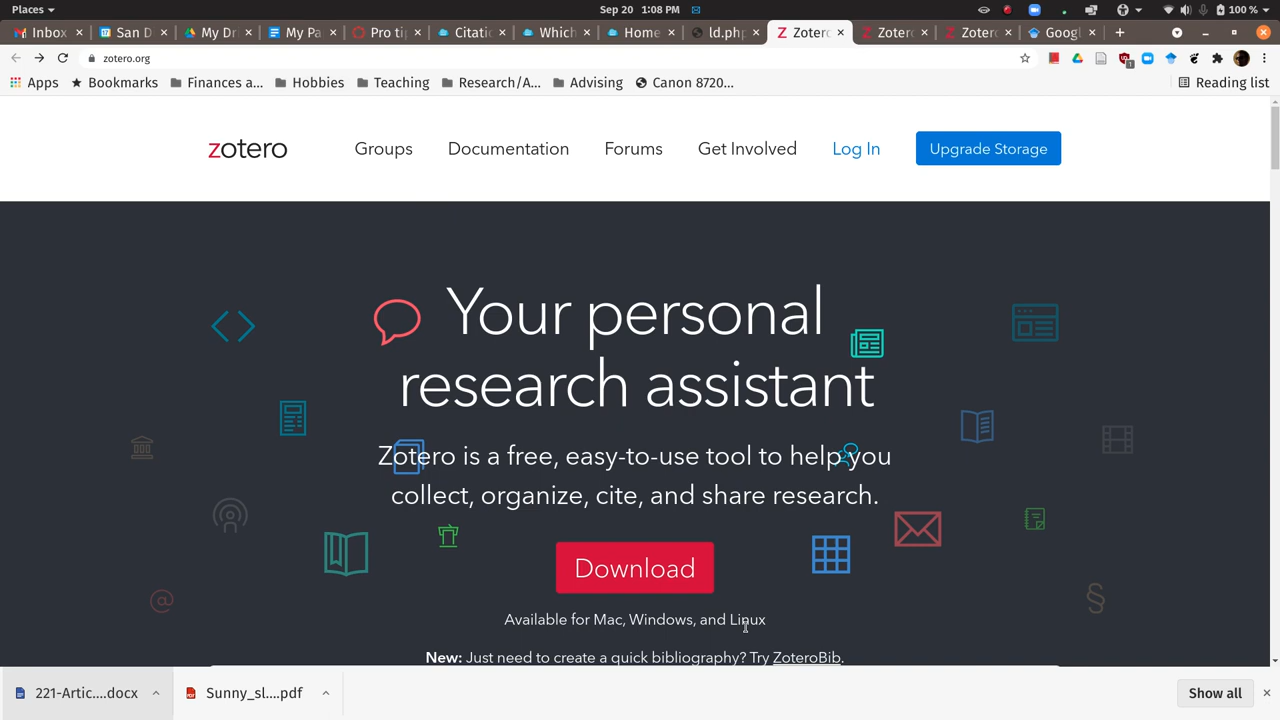 Places
Sep 20 1:08 PM
100 %
Inbox
San D
My Dr
My Pa
Pro ti
Citati
Which
Home
ld.php
Zoter
Zoter
Zoter
Googl
zotero.org
Apps
Bookmarks
Finances a...
Hobbies
Teaching
Research/A...
Advising
Canon 8720...
Reading list
zotero
Groups
Documentation
Forums
Get Involved
Log In
Upgrade Storage
Your personal
research assistant
Zotero is a free, easy-to-use tool to help you
collect, organize, cite, and share research.
Download
Available for Mac, Windows, and Linux
New: Just need to create a quick bibliography? Try ZoteroBib.
221-Artic....docx
Sunny_sl....pdf
Show all